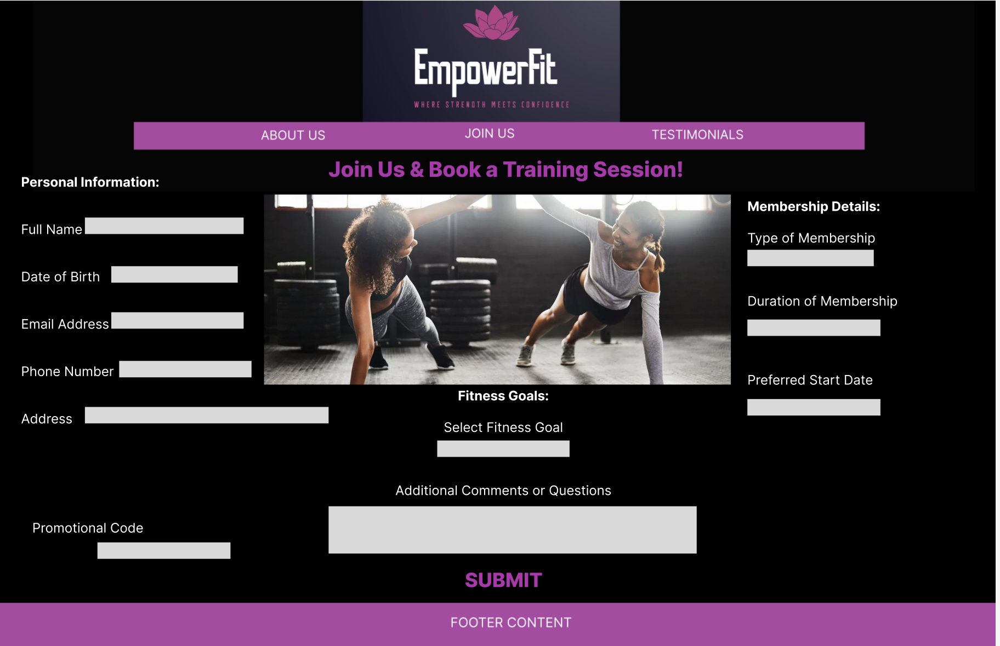 EmpowerFit
WHERE STRENGTH MEETS CONFIDENCE
ABOUT US
JOIN US
TESTIMONIALS
Join Us & Book a Training Session!
Personal Information:
Full Name
Date of Birth
Email Address
Phone Number
Address
Membership Details:
Type of Membership
Duration of Membership
Preferred Start Date
Fitness Goals:
Select Fitness Goal
Additional Comments or Questions
Promotional Code
SUBMIT
FOOTER CONTENT